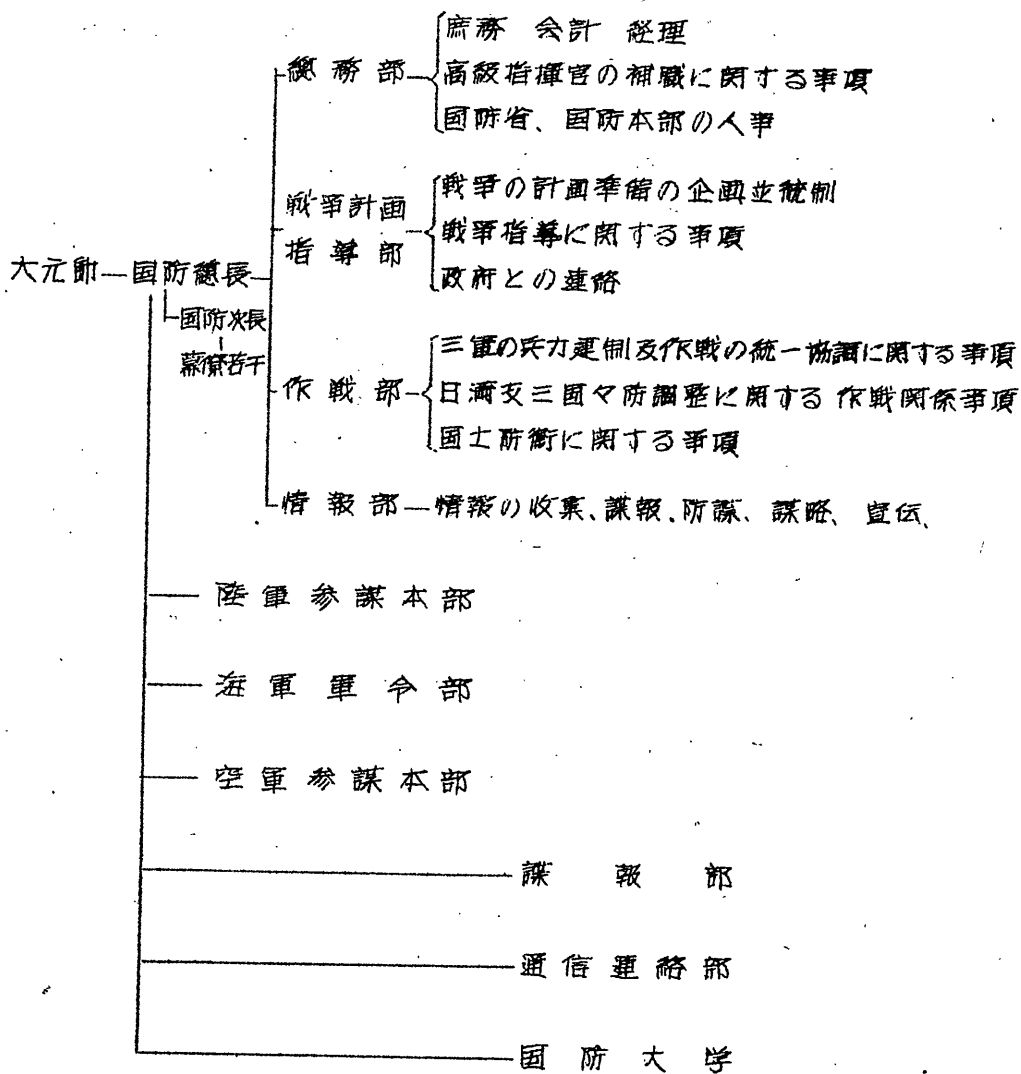 大元帥―国防總長
国防次長
幕僚若干
總務部
庶務 会計 経理
高級指揮官の補職に関する事項
国防省、国防本部の人事
戦争計画
指導部
戦争の計画準備の企画並統制
戦争指導に関する事項
政府との連絡
作戦部
三軍の兵力運制及作戦の統一協調に関する事項
日満支三国々防調整に関する作戦関係事項
国土防衛に関する事項
情報部―情報の収集、諜報、防諜、謀略、宣伝、
陸軍参謀本部
海軍軍令部
空軍参謀本部
諜報部
通信連絡部
国防大学